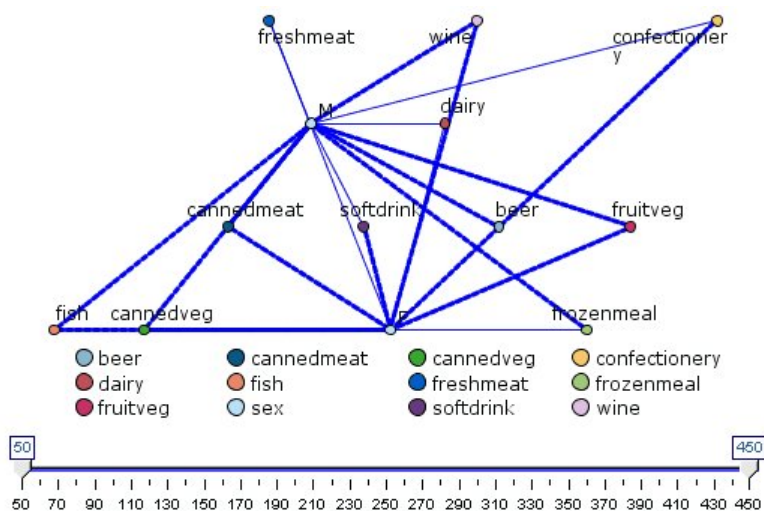 freshmeat
wine
confectioner
y
M
dairy
cannedmeat
softdrink
beer
fruitveg
fish
cannedveg
F
frozenmeal
beer
cannedmeat
cannedveg
confectionery
dairy
fish
freshmeat
frozenmeal
fruitveg
sex
softdrink
wine
50
450
50 70 90 110 130 150 170 190 210 230 250 270 290 310 330 350 370 390 410 430 450